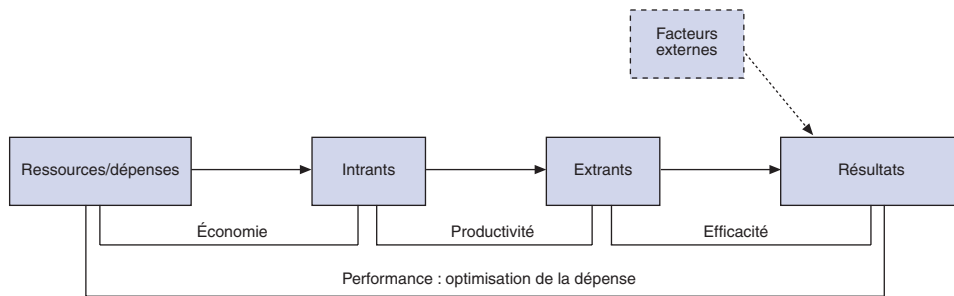 Facteurs
externes
Ressources/dépenses
Intrants
Extrants
Résultats
Économie
Productivité
Efficacité
Performance : optimisation de la dépense